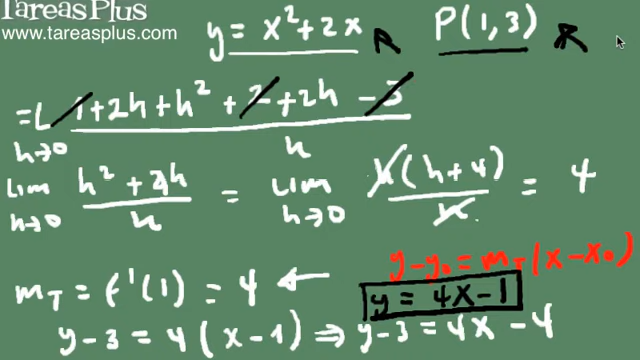 TareasPlus
www.tareasplus.com
y = x² + 2x P(1,3)
= L 1 + 2h + h² + 2 + 2h - 3
h→0 h
Lim h² + 4h = Lim h(h+4) = 4
h→0 h h→0 h
y - y₀ = m_T (x - x₀)
m_T = f'(1) = 4 ←
y = 4x - 1
y - 3 = 4(x - 1) ⇒ y - 3 = 4x - 4